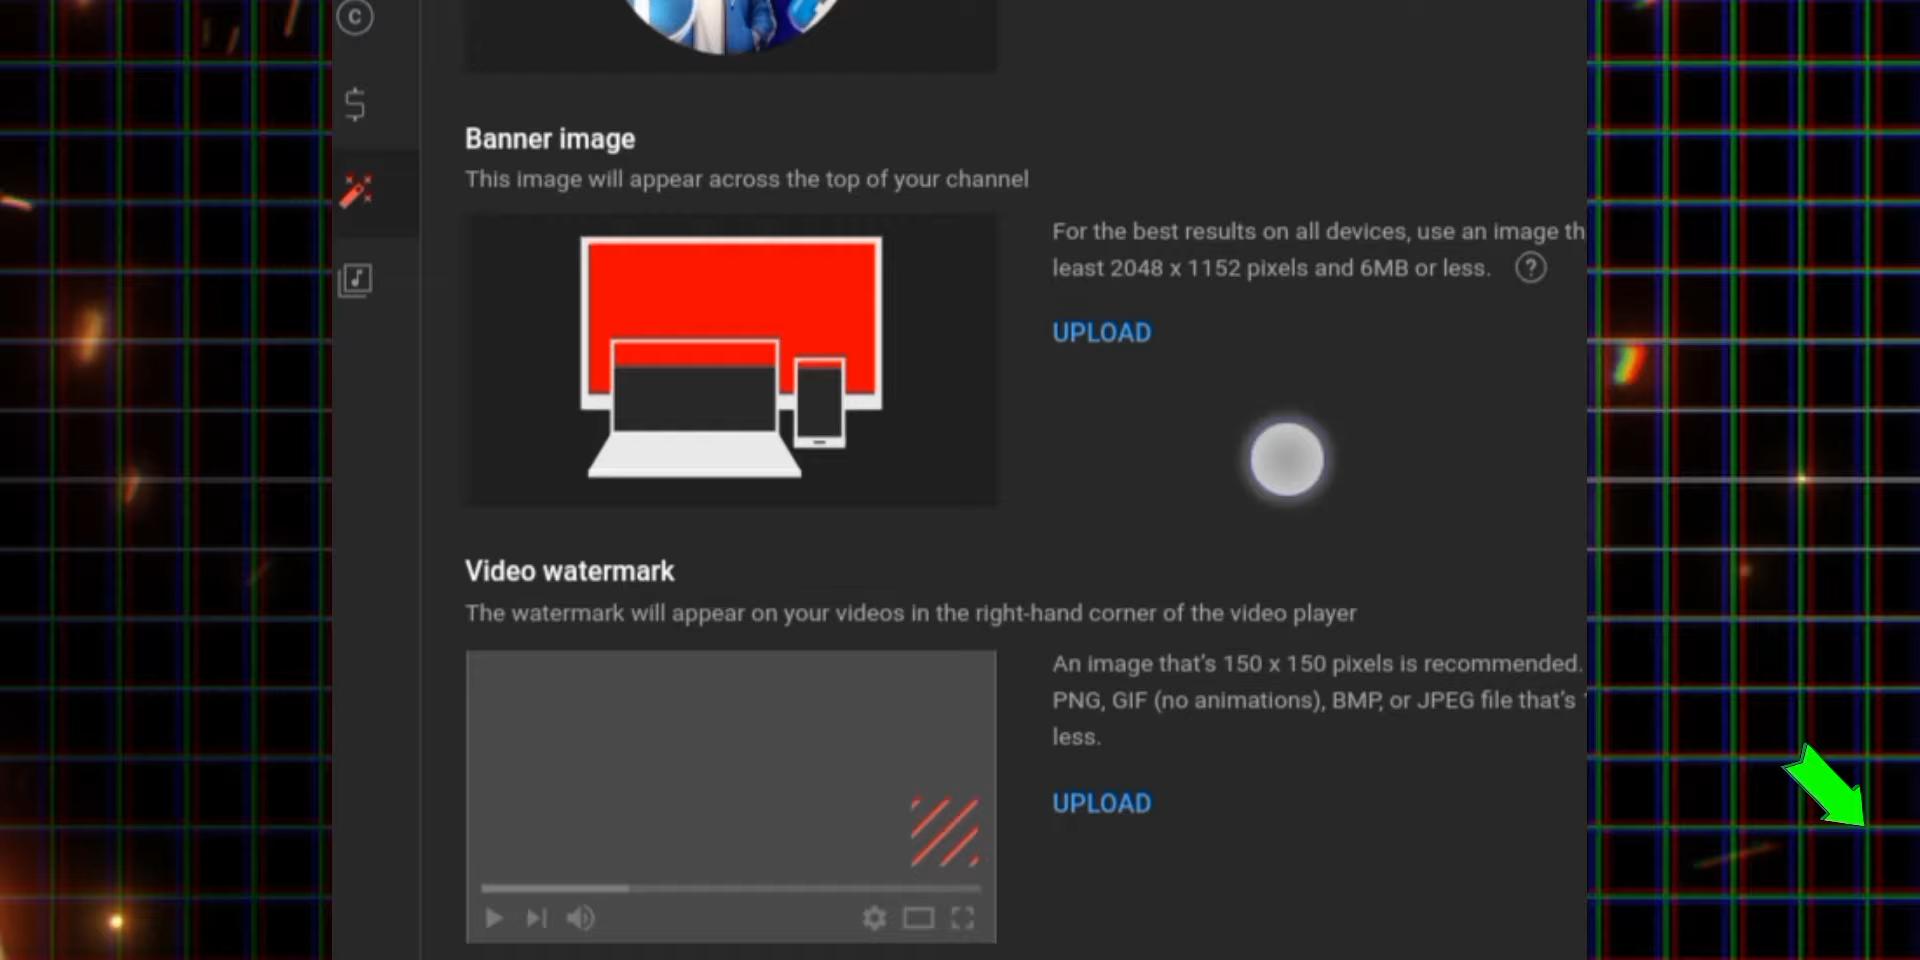 C
Banner image
This image will appear across the top of your channel
For the best results on all devices, use an image th
least 2048 x 1152 pixels and 6MB or less. ?
UPLOAD
Video watermark
The watermark will appear on your videos in the right-hand corner of the video player
An image that's 150 x 150 pixels is recommended.
PNG, GIF (no animations), BMP, or JPEG file that's
less.
UPLOAD